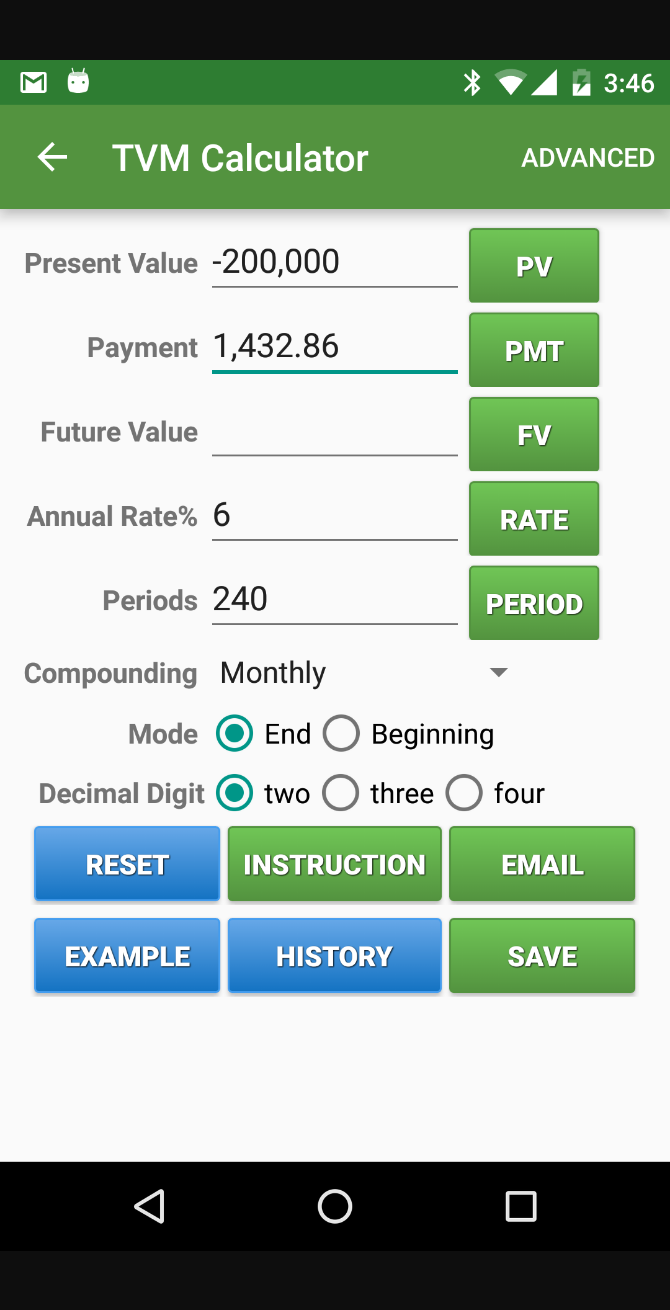 3:46
TVM Calculator ADVANCED
Present Value -200,000 PV
Payment 1,432.86 PMT
Future Value FV
Annual Rate% 6 RATE
Periods 240 PERIOD
Compounding Monthly
Mode End Beginning
Decimal Digit two three four
RESET INSTRUCTION EMAIL
EXAMPLE HISTORY SAVE